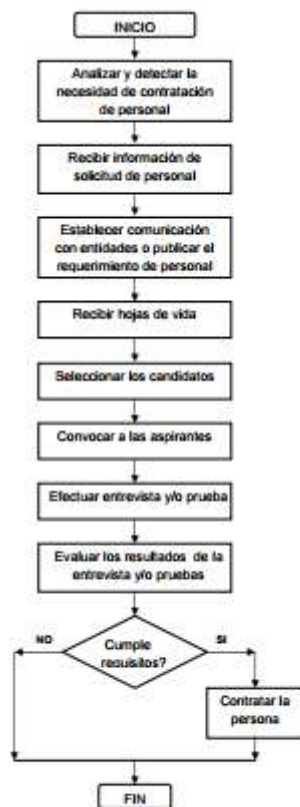 INICIO
Analizar y detectar la
necesidad de contratación
de personal
Recibir información de
solicitud de personal
Establecer comunicación
con entidades o publicar el
requerimiento de personal
Recibir hojas de vida
Seleccionar los candidatos
Convocar a las aspirantes
Efectuar entrevista y/o prueba
Evaluar los resultados de la
entrevista y/o pruebas
NO
SI
Cumple
requisitos?
Contratar la
persona
FIN